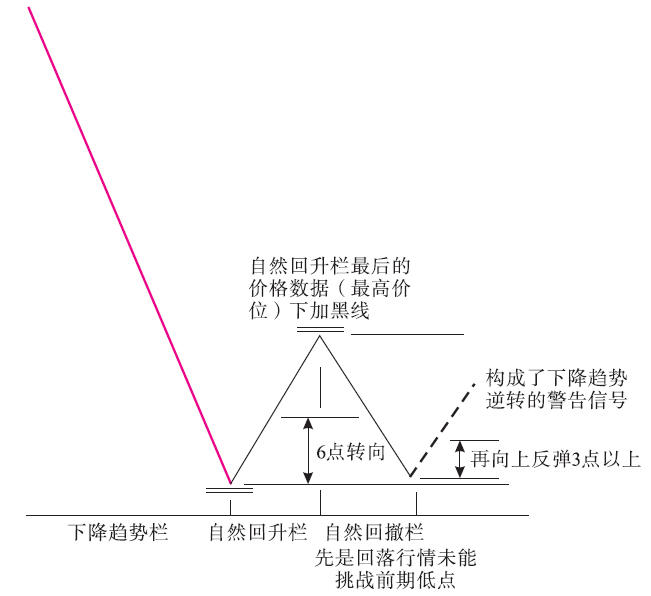 自然回升栏最后的
价格数据（最高价
位）下加黑线
构成了下降趋势
逆转的警告信号
6点转向
再向上反弹3点以上
下降趋势栏
自然回升栏
自然回撤栏
先是回落行情未能
挑战前期低点